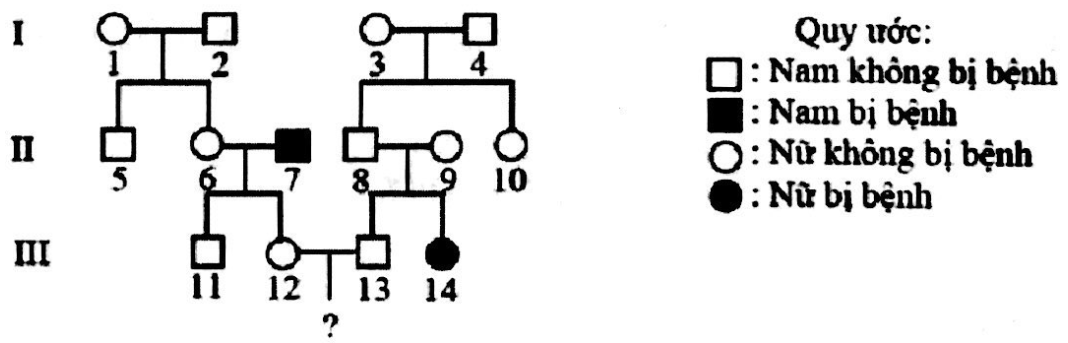 I
1 2 3 4
II
5 6 7 8 9 10
III
11 12 13 14
?
Quy ước:
: Nam không bị bệnh
: Nam bị bệnh
: Nữ không bị bệnh
: Nữ bị bệnh